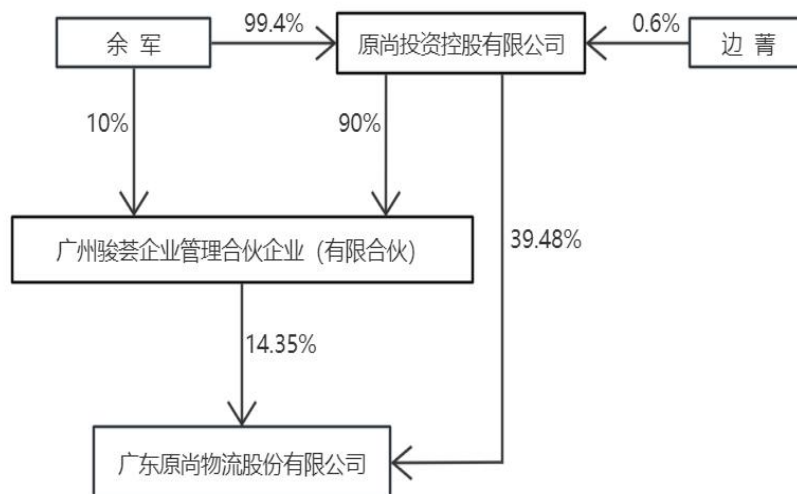 余 军
99.4%
原尚投资控股有限公司
0.6%
边 菁
10%
90%
广州骏荟企业管理合伙企业（有限合伙）
39.48%
14.35%
广东原尚物流股份有限公司